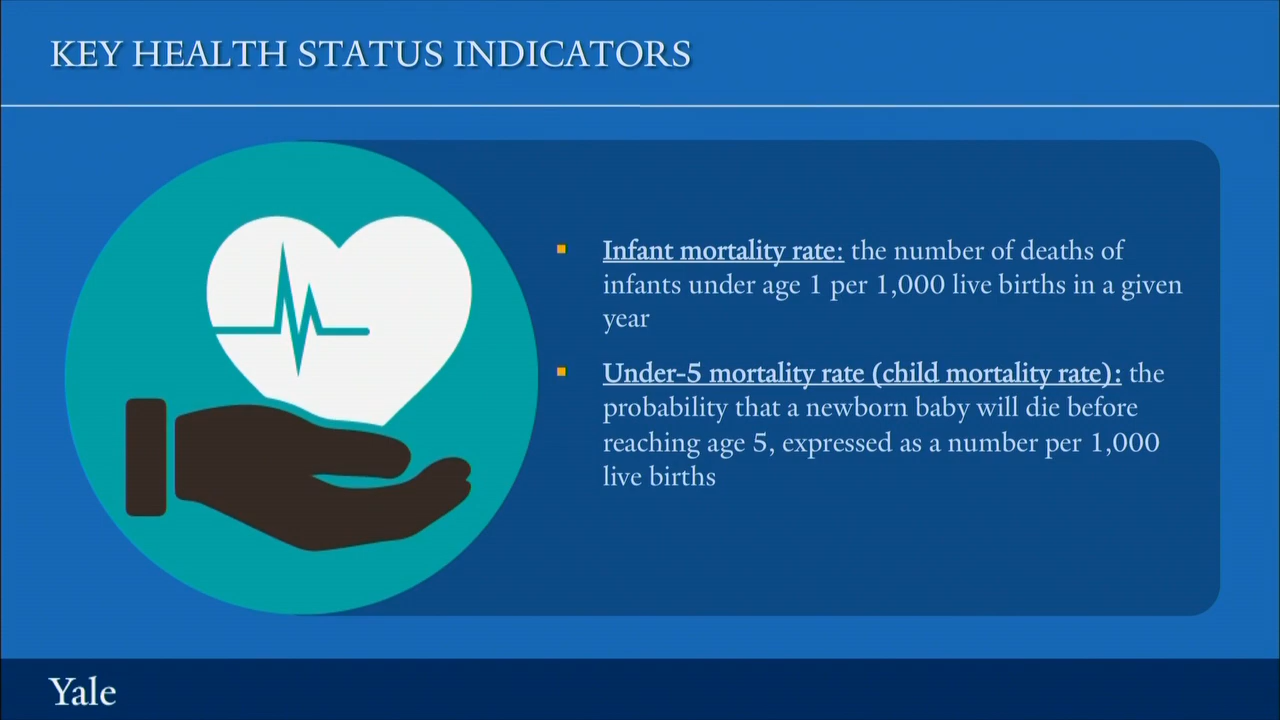 KEY HEALTH STATUS INDICATORS
Infant mortality rate: the number of deaths of
infants under age 1 per 1,000 live births in a given
year
Under-5 mortality rate (child mortality rate): the
probability that a newborn baby will die before
reaching age 5, expressed as a number per 1,000
live births
Yale